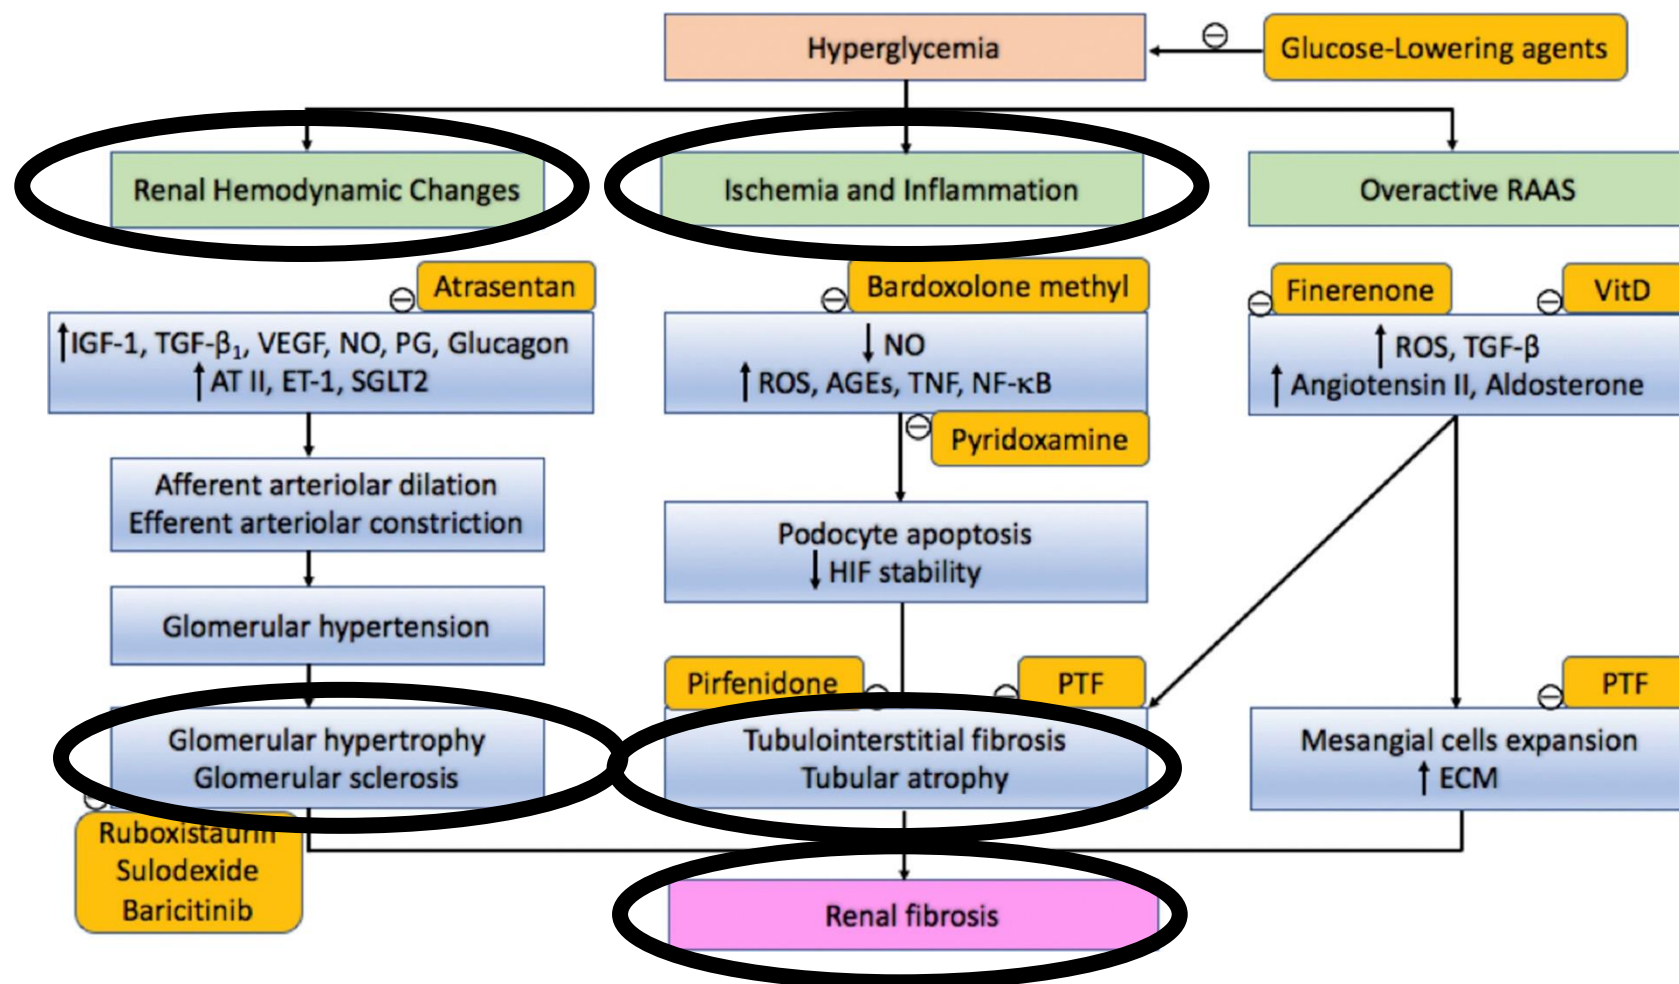 Hyperglycemia
Glucose-Lowering agents
Renal Hemodynamic Changes
Ischemia and Inflammation
Overactive RAAS
Atrasentan
↑IGF-1, TGF-β₁, VEGF, NO, PG, Glucagon
↑AT II, ET-1, SGLT2
Bardoxolone methyl
↓ NO
↑ ROS, AGEs, TNF, NF-κB
Finerenone
VitD
↑ ROS, TGF-β
↑ Angiotensin II, Aldosterone
Pyridoxamine
Afferent arteriolar dilation
Efferent arteriolar constriction
Podocyte apoptosis
↓ HIF stability
Glomerular hypertension
Pirfenidone
PTF
PTF
Glomerular hypertrophy
Glomerular sclerosis
Tubulointerstitial fibrosis
Tubular atrophy
Mesangial cells expansion
↑ ECM
Ruboxistaurin
Sulodexide
Baricitinib
Renal fibrosis